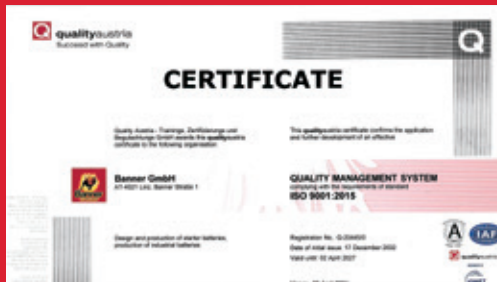 qualityaustria
Succeed with Quality
Q
CERTIFICATE
Quality Austria - Trainings, Zertifizierungs und
Begutachtungs GmbH awards this qualityaustria
certificate to the following organisation
This qualityaustria certificate confirms the application
and further development of an effective
Banner GmbH
AT-4021 Linz, Banner Straße 1
QUALITY MANAGEMENT SYSTEM
complying with the requirements of standard
ISO 9001:2015
Design and production of starter batteries,
production of industrial batteries
Registration No.
Date of initial issue: 17 December 2002
Valid until: 02 April 2027
IAF
qualityaustria